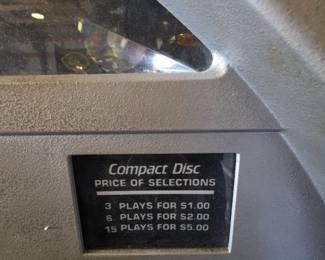 Compact Disc
PRICE OF SELECTIONS
3 PLAYS FOR $1.00
6 PLAYS FOR $2.00
15 PLAYS FOR $5.00